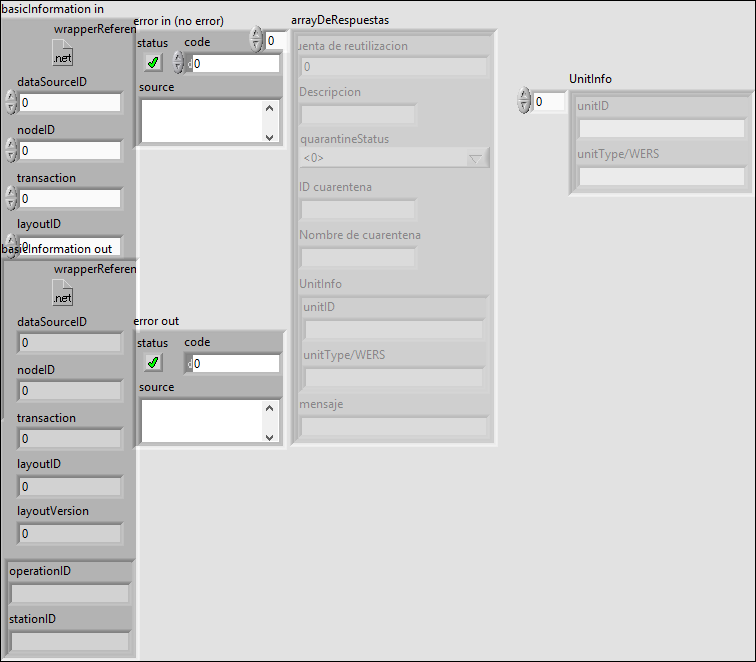 basicInformation in
wrapperReferen
.net
dataSourceID
0
nodeID
0
transaction
0
layoutID
0
basicInformation out
wrapperReferen
.net
dataSourceID
0
nodeID
0
transaction
0
layoutID
0
layoutVersion
0
operationID
stationID
error in (no error)
status code
✓ d 0
source
error out
status code
✓ d 0
source
arrayDeRespuestas
0
uenta de reutilizacion
0
Descripcion
quarantineStatus
<0>
ID cuarentena
Nombre de cuarentena
UnitInfo
unitID
unitType/WERS
mensaje
UnitInfo
0
unitID
unitType/WERS